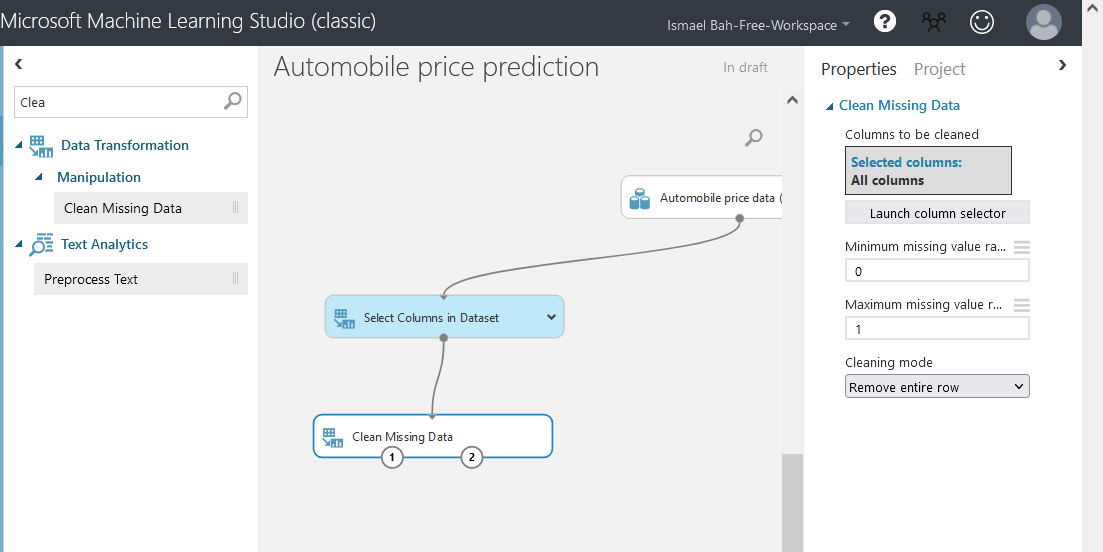 Microsoft Machine Learning Studio (classic)
Ismael Bah-Free-Workspace
?
Clea
Data Transformation
Manipulation
Clean Missing Data
Text Analytics
Preprocess Text
Automobile price prediction
In draft
Automobile price data (
Select Columns in Dataset
Clean Missing Data
1
2
Properties
Project
Clean Missing Data
Columns to be cleaned
Selected columns:
All columns
Launch column selector
Minimum missing value ra...
0
Maximum missing value r...
1
Cleaning mode
Remove entire row